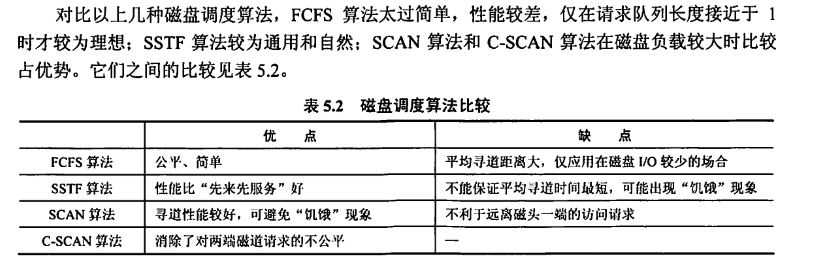 对比以上几种磁盘调度算法，FCFS 算法太过简单，性能较差，仅在请求队列长度接近于 1
时才较为理想；SSTF 算法较为通用和自然；SCAN 算法和 C-SCAN 算法在磁盘负载较大时比较
占优势。它们之间的比较见表 5.2。
表 5.2 磁盘调度算法比较
优 点 缺 点
FCFS 算法 公平、简单 平均寻道距离大，仅应用在磁盘 I/O 较少的场合
SSTF 算法 性能比“先来先服务”好 不能保证平均寻道时间最短，可能出现“饥饿”现象
SCAN 算法 寻道性能较好，可避免“饥饿”现象 不利于远离磁头一端的访问请求
C-SCAN 算法 消除了对两端磁道请求的不公平 —